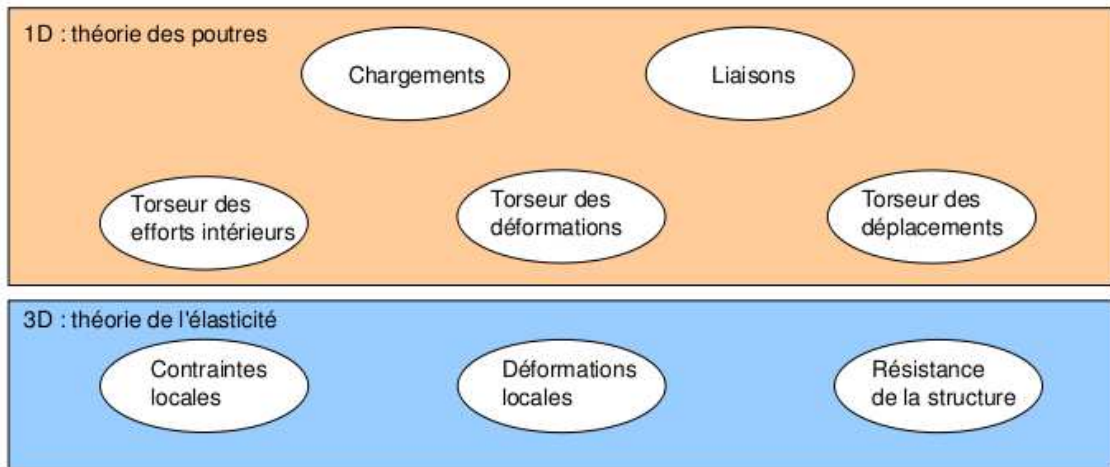 1D : théorie des poutres
Chargements
Liaisons
Torseur des
efforts intérieurs
Torseur des
déformations
Torseur des
déplacements
3D : théorie de l'élasticité
Contraintes
locales
Déformations
locales
Résistance
de la structure